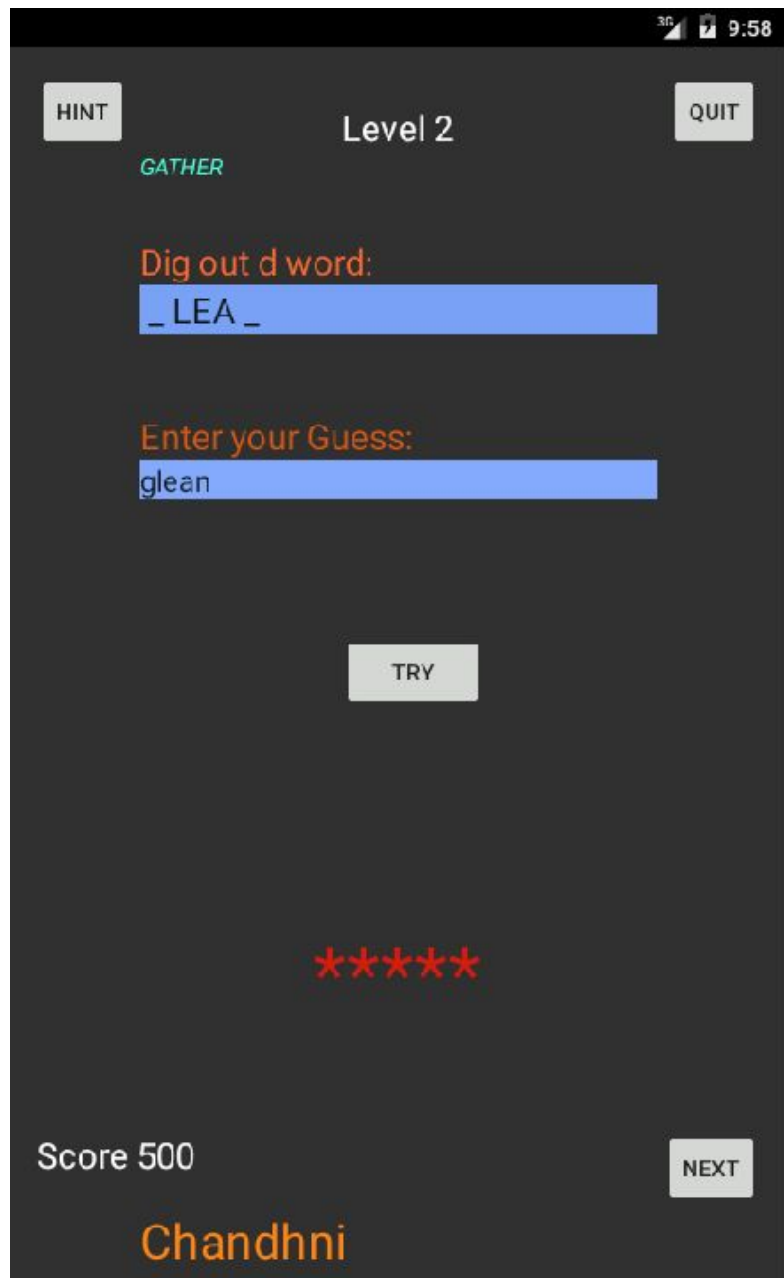 3G 9:58
HINT Level 2 QUIT
GATHER
Dig out d word:
_ LEA _
Enter your Guess:
glean
TRY
*****
Score 500 NEXT
Chandhni